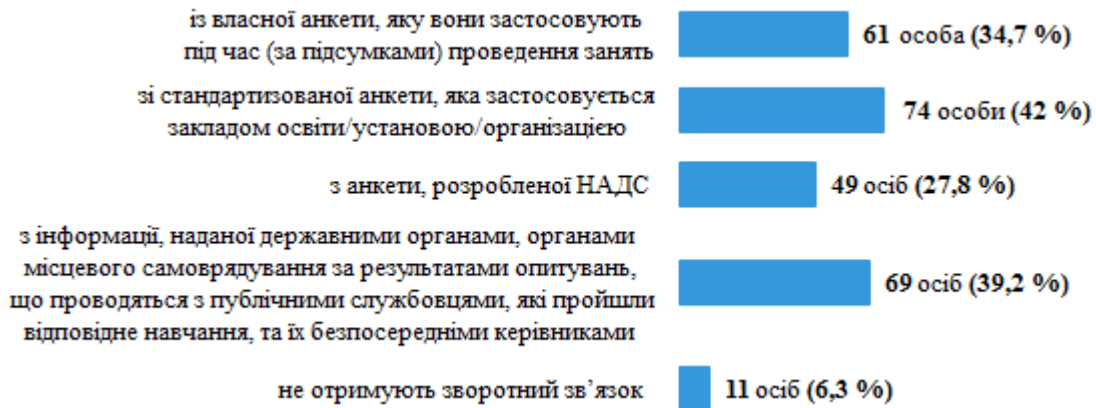 із власної анкети, яку вони застосовують
під час (за підсумками) проведення занять
61 особа (34,7 %)
зі стандартизованої анкети, яка застосовується
закладом освіти/установою/організацією
74 особи (42 %)
з анкети, розробленої НАДС
49 осіб (27,8 %)
з інформації, наданої державними органами, органами
місцевого самоврядування за результатами опитувань,
що проводяться з публічними службовцями, які пройшли
відповідне навчання, та їх безпосередніми керівниками
69 осіб (39,2 %)
не отримують зворотний зв’язок
11 осіб (6,3 %)